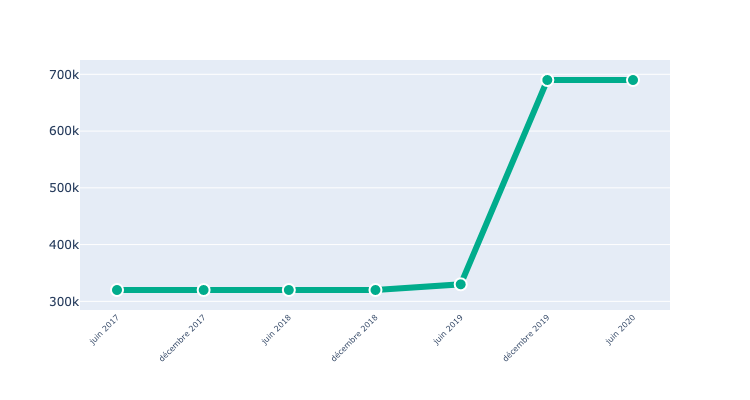 700k
600k
500k
400k
300k
juin 2017
décembre 2017
juin 2018
décembre 2018
juin 2019
décembre 2019
juin 2020